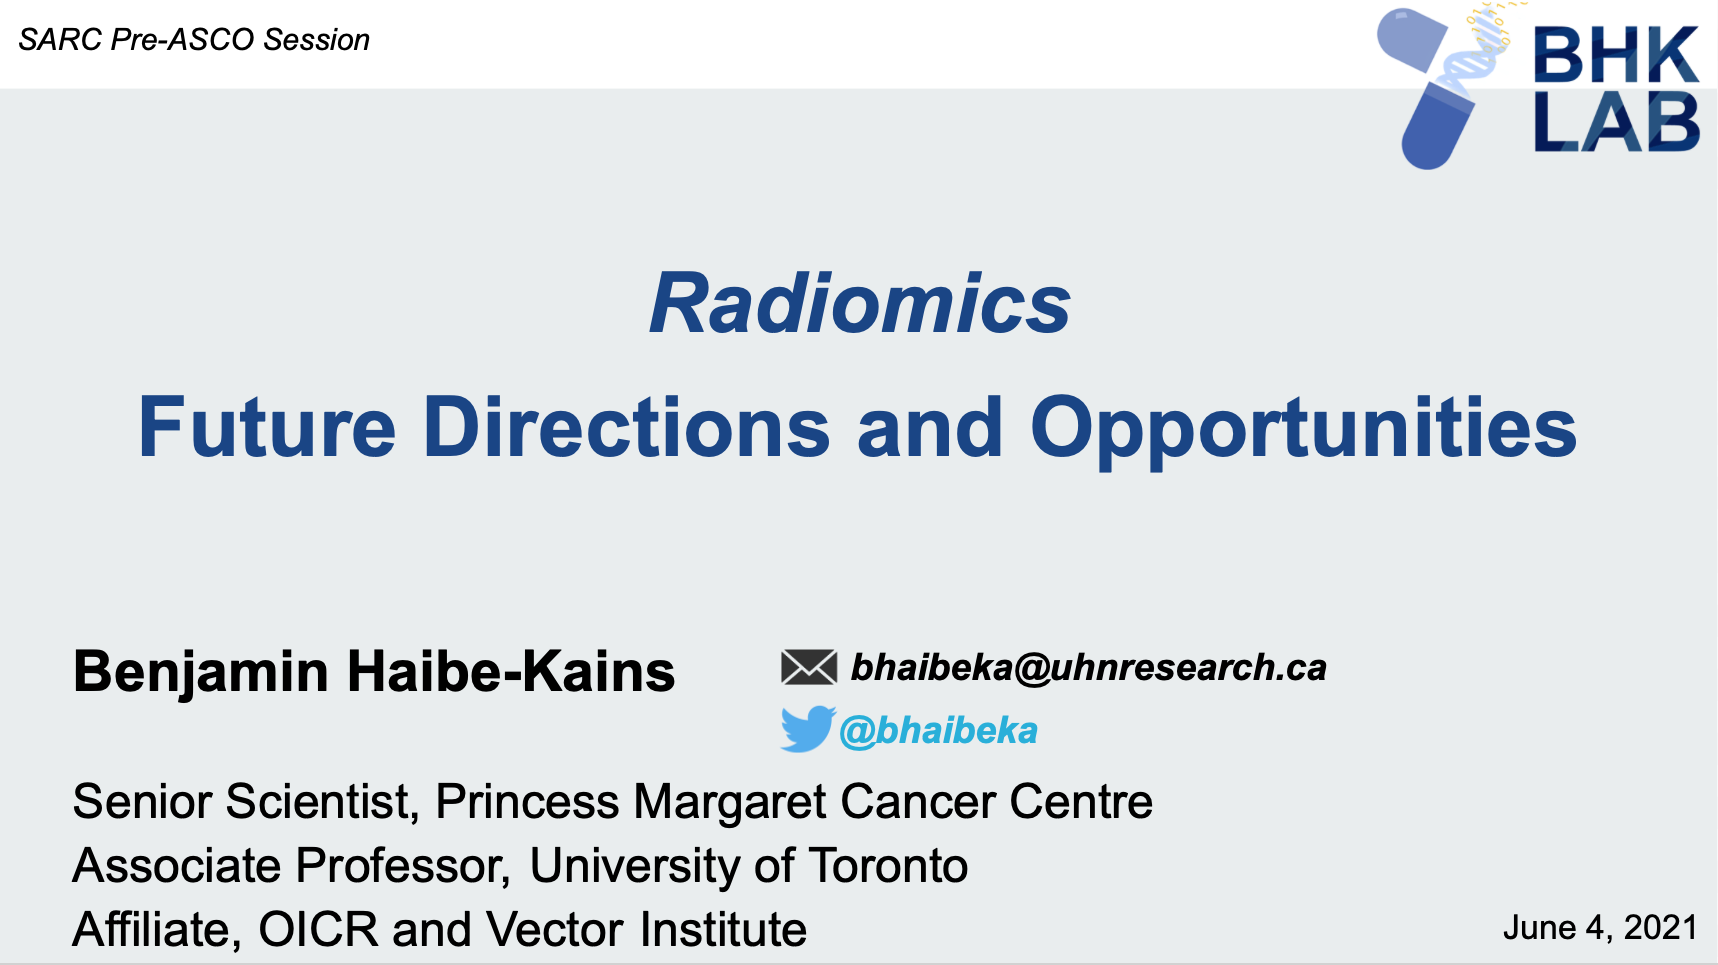 SARC Pre-ASCO Session
BHK
LAB
Radiomics
Future Directions and Opportunities
Benjamin Haibe-Kains
bhaibeka@uhnresearch.ca
@bhaibeka
Senior Scientist, Princess Margaret Cancer Centre
Associate Professor, University of Toronto
Affiliate, OICR and Vector Institute
June 4, 2021